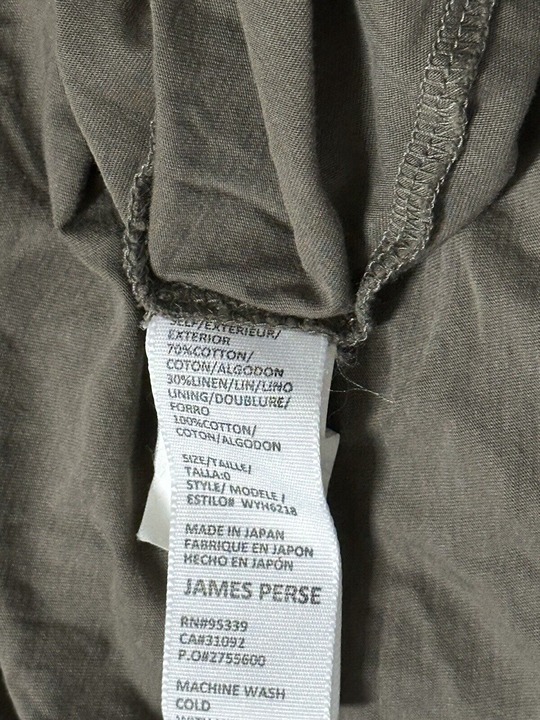 SELF/EXTERIEUR/
EXTERIOR
70%COTTON/
COTON/ALGODON
30%LINEN/LIN/LINO
LINING/DOUBLURE/
FORRO
100%COTTON/
COTON/ALGODON
SIZE/TAILLE/
TALLA:0
STYLE/ MODELE /
ESTILO# WYH6218
MADE IN JAPAN
FABRIQUE EN JAPON
HECHO EN JAPÓN
JAMES PERSE
RN#95339
CA#31092
P.O#2755600
MACHINE WASH
COLD